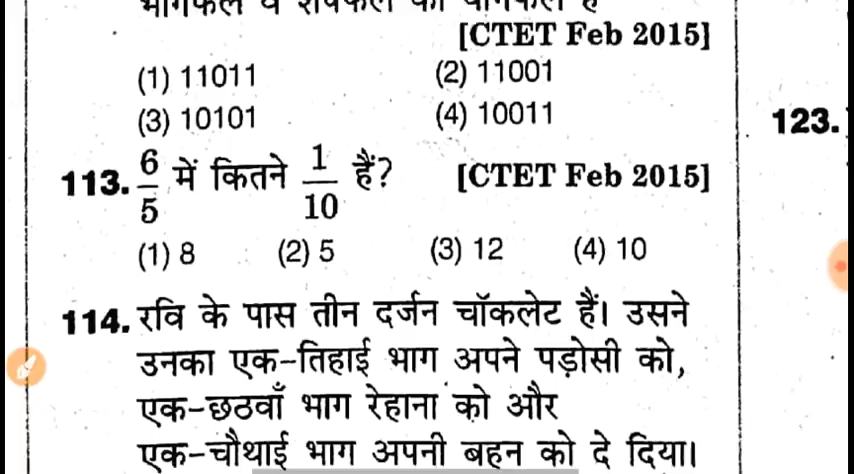 [CTET Feb 2015]
(1) 11011 (2) 11001
(3) 10101 (4) 10011
123.
113. 6/5 में कितने 1/10 हैं? [CTET Feb 2015]
(1) 8 (2) 5 (3) 12 (4) 10
114. रवि के पास तीन दर्जन चॉकलेट हैं। उसने
उनका एक-तिहाई भाग अपने पड़ोसी को,
एक-छठवाँ भाग रेहाना को और
एक-चौथाई भाग अपनी बहन को दे दिया।